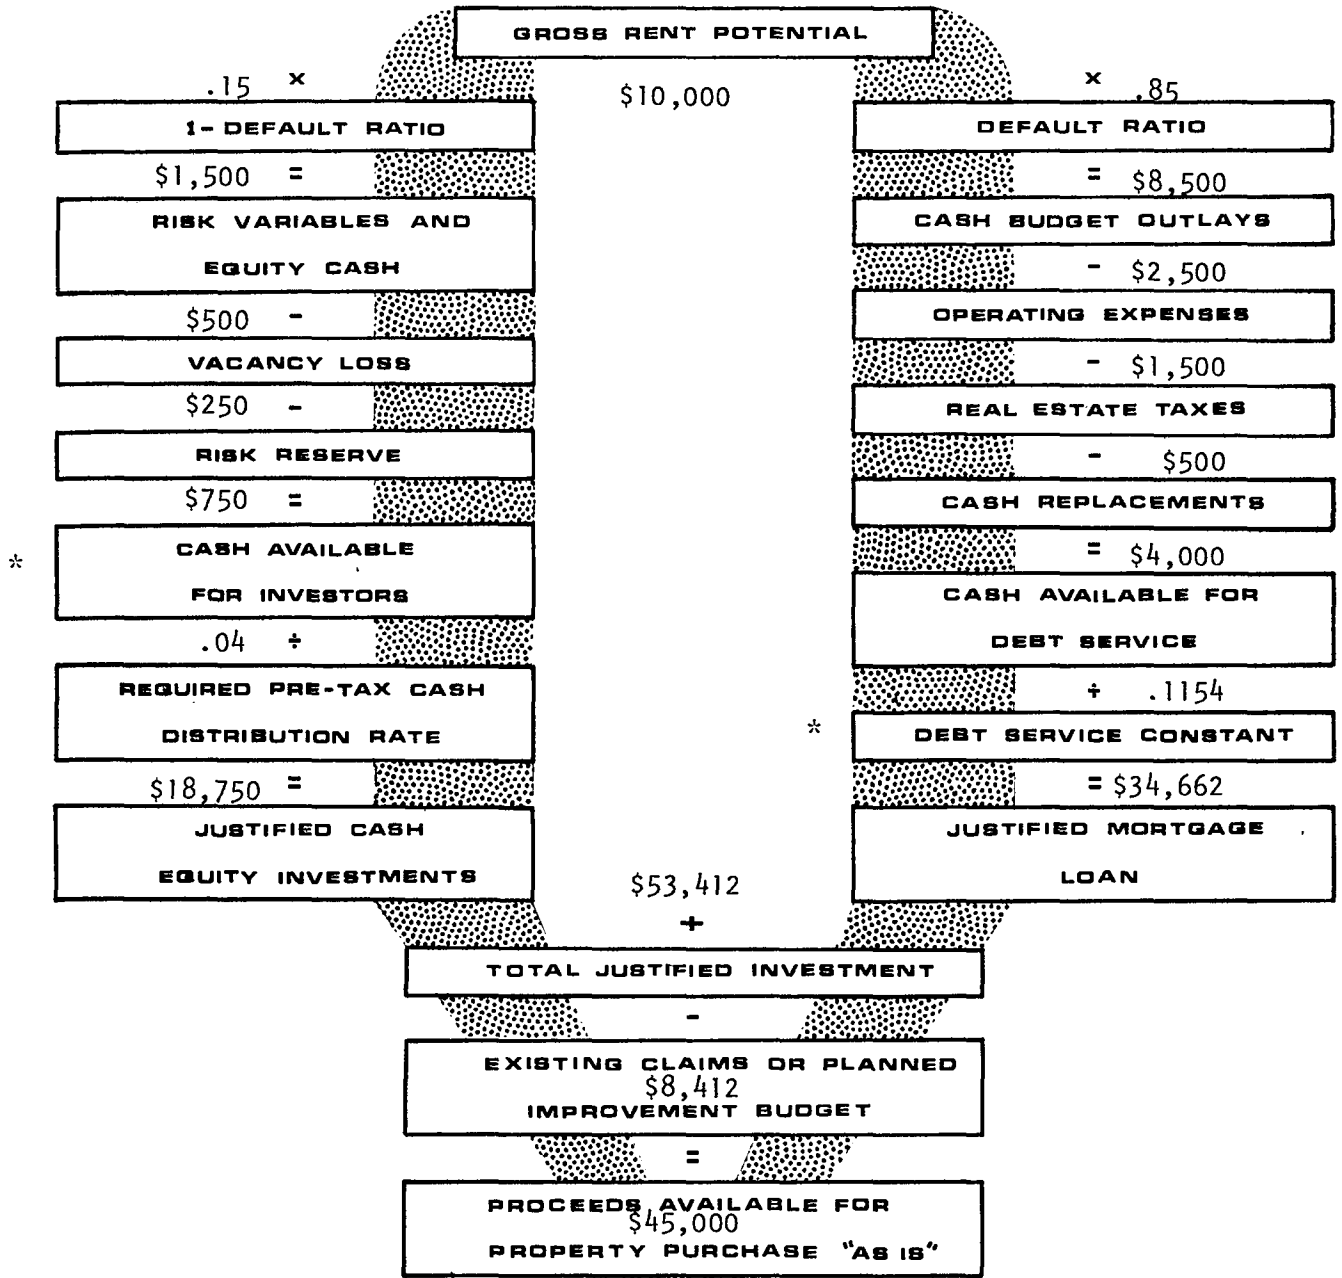 GROSS RENT POTENTIAL
$10,000
.15 ×
1- DEFAULT RATIO
$1,500 =
RISK VARIABLES AND
EQUITY CASH
$500 -
VACANCY LOSS
$250 -
RISK RESERVE
$750 =
*
CASH AVAILABLE
FOR INVESTORS
.04 ÷
REQUIRED PRE-TAX CASH
DISTRIBUTION RATE
$18,750 =
JUSTIFIED CASH
EQUITY INVESTMENTS
× .85
DEFAULT RATIO
= $8,500
CASH BUDGET OUTLAYS
- $2,500
OPERATING EXPENSES
- $1,500
REAL ESTATE TAXES
- $500
CASH REPLACEMENTS
= $4,000
CASH AVAILABLE FOR
DEBT SERVICE
÷ .1154
* DEBT SERVICE CONSTANT
= $34,662
JUSTIFIED MORTGAGE
LOAN
$53,412
+
TOTAL JUSTIFIED INVESTMENT
-
EXISTING CLAIMS OR PLANNED
$8,412
IMPROVEMENT BUDGET
=
PROCEEDS AVAILABLE FOR
$45,000
PROPERTY PURCHASE "AS IS"